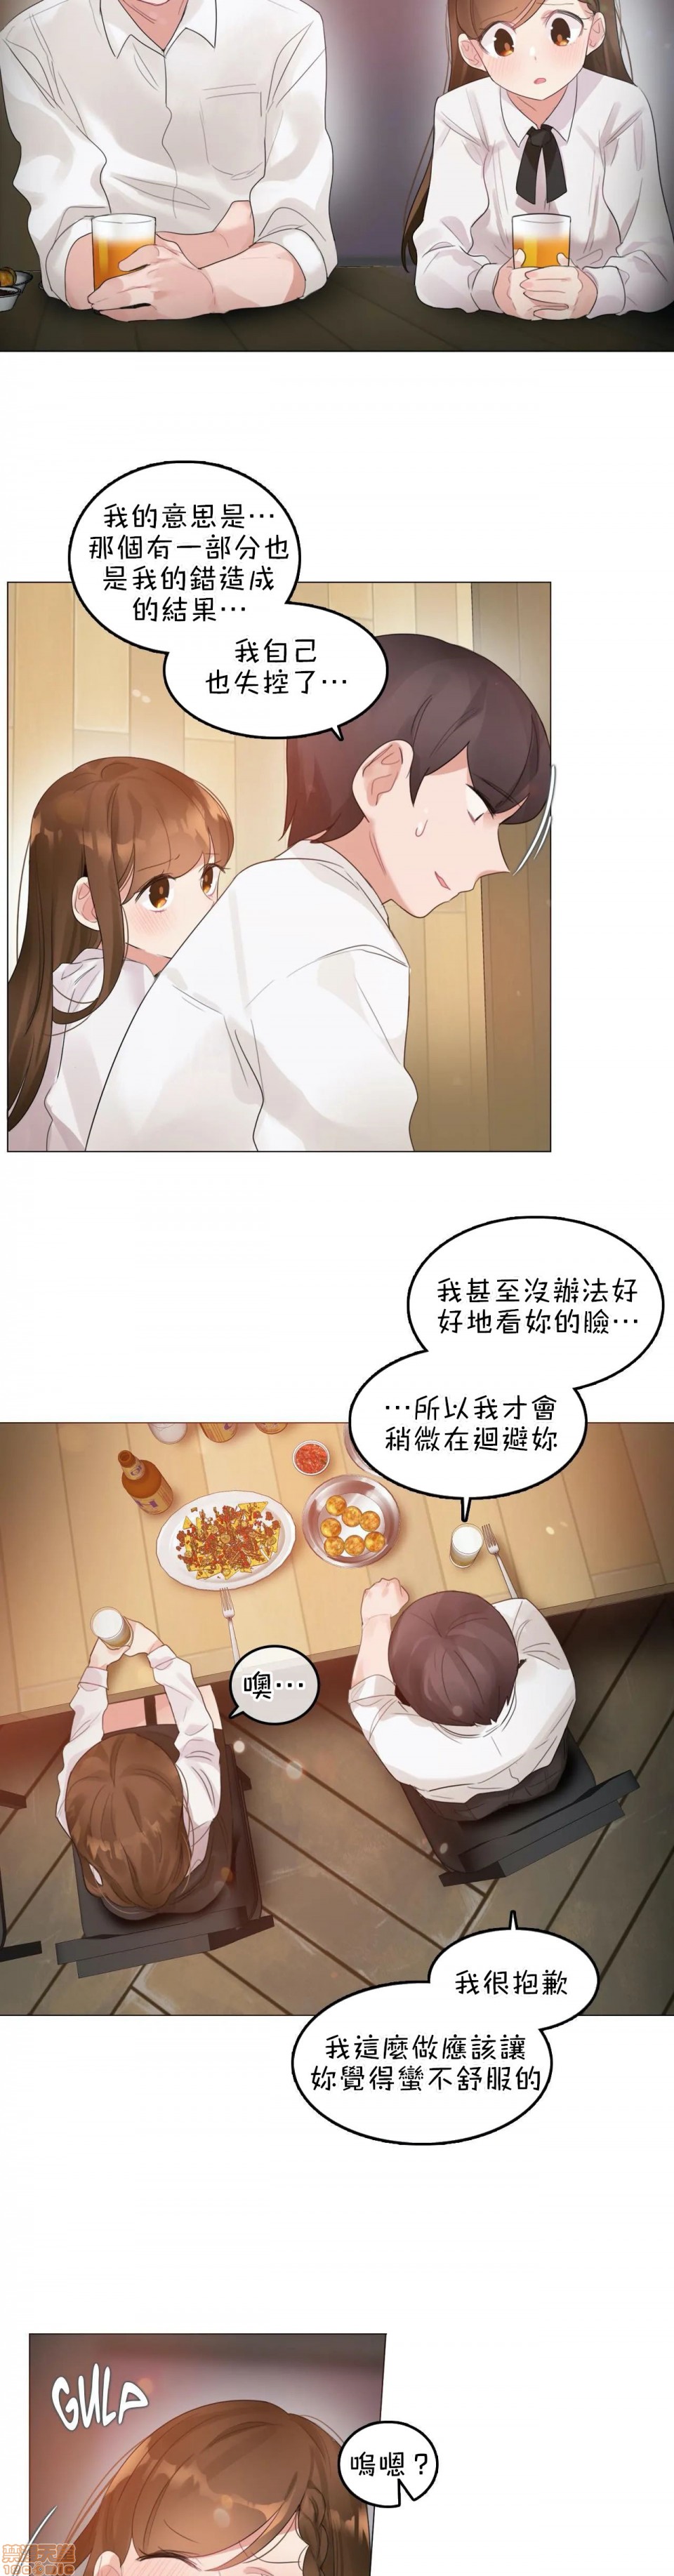 我的意思是…
那個有一部分也
是我的錯造成
的結果…
我自己
也失控了…
我甚至沒辦法好
好地看妳的臉…
…所以我才會
稍微在迴避妳
噢…
我很抱歉
我這麼做應該讓
妳覺得蠻不舒服的
GULP
嗚嗯？